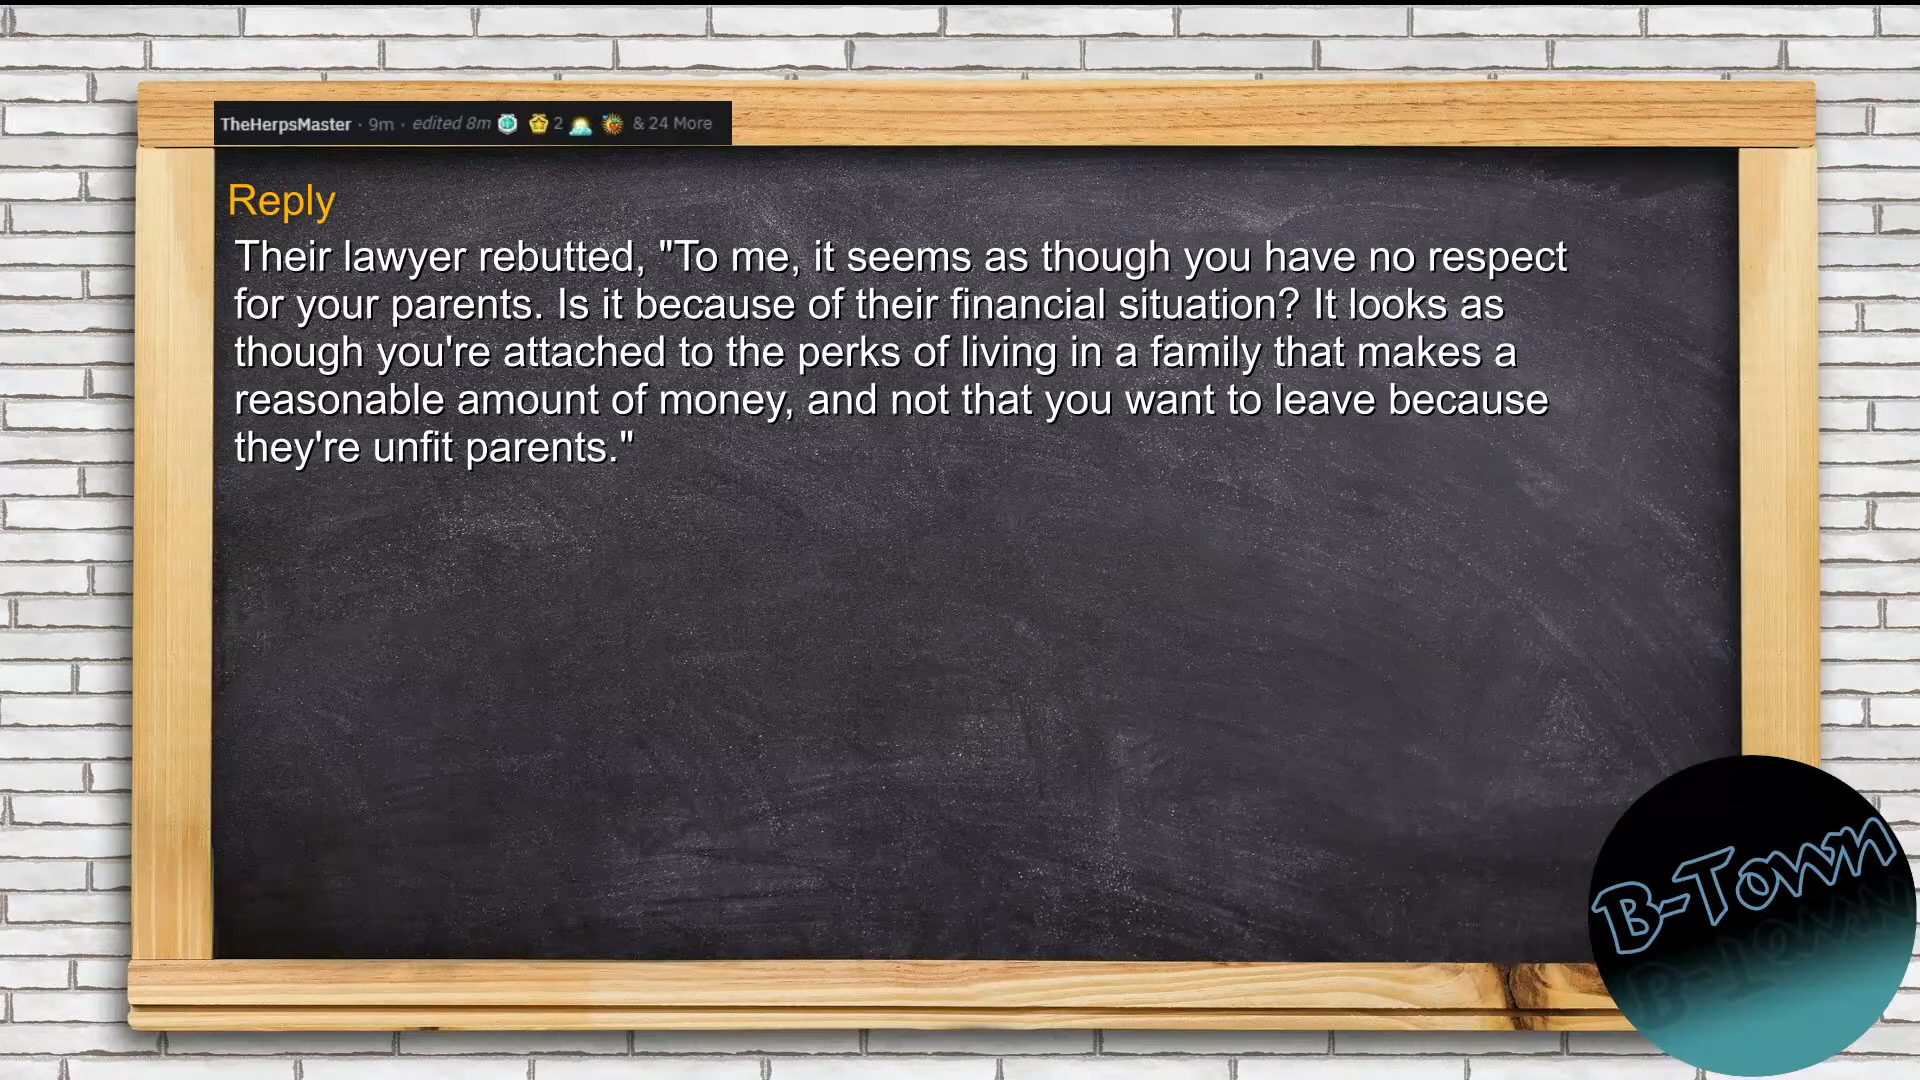 TheHerpsMaster · 9m · edited 8m 2 & 24 More
Reply
Their lawyer rebutted, "To me, it seems as though you have no respect
for your parents. Is it because of their financial situation? It looks as
though you're attached to the perks of living in a family that makes a
reasonable amount of money, and not that you want to leave because
they're unfit parents."
B-Town
B-Town